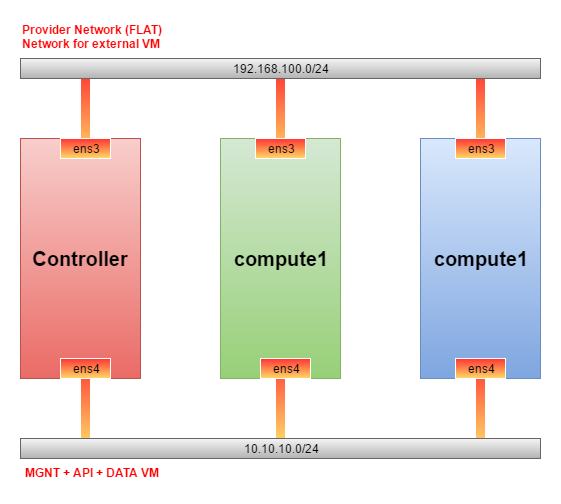 Provider Network (FLAT)
Network for external VM
192.168.100.0/24
ens3
ens3
ens3
Controller
compute1
compute1
ens4
ens4
ens4
10.10.10.0/24
MGNT + API + DATA VM